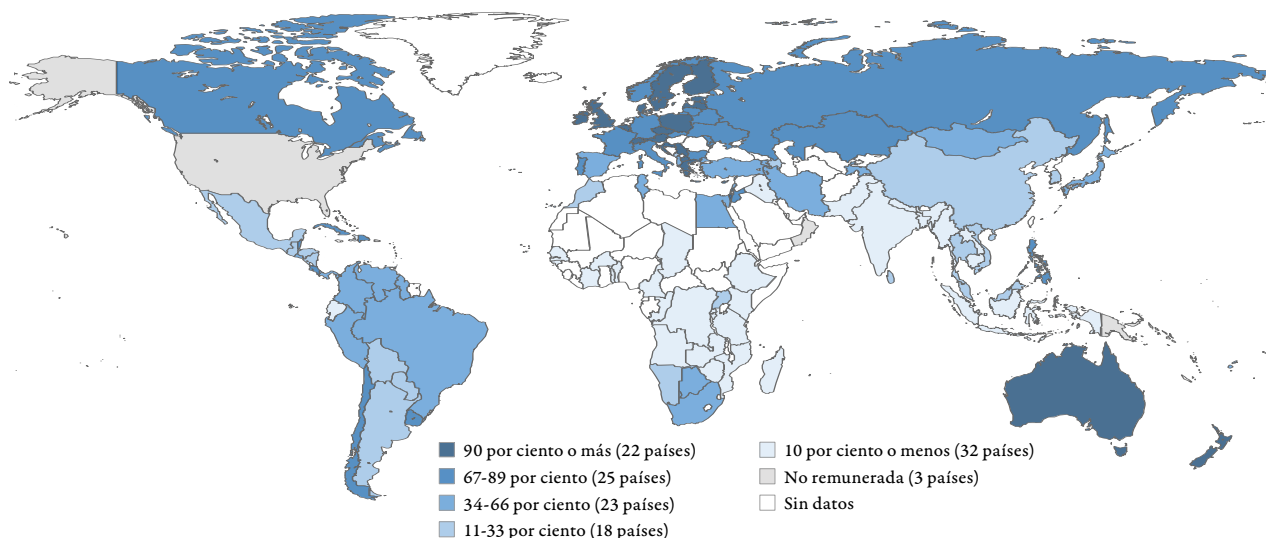 90 por ciento o más (22 países)
67-89 por ciento (25 países)
34-66 por ciento (23 países)
11-33 por ciento (18 países)
10 por ciento o menos (32 países)
No remunerada (3 países)
Sin datos